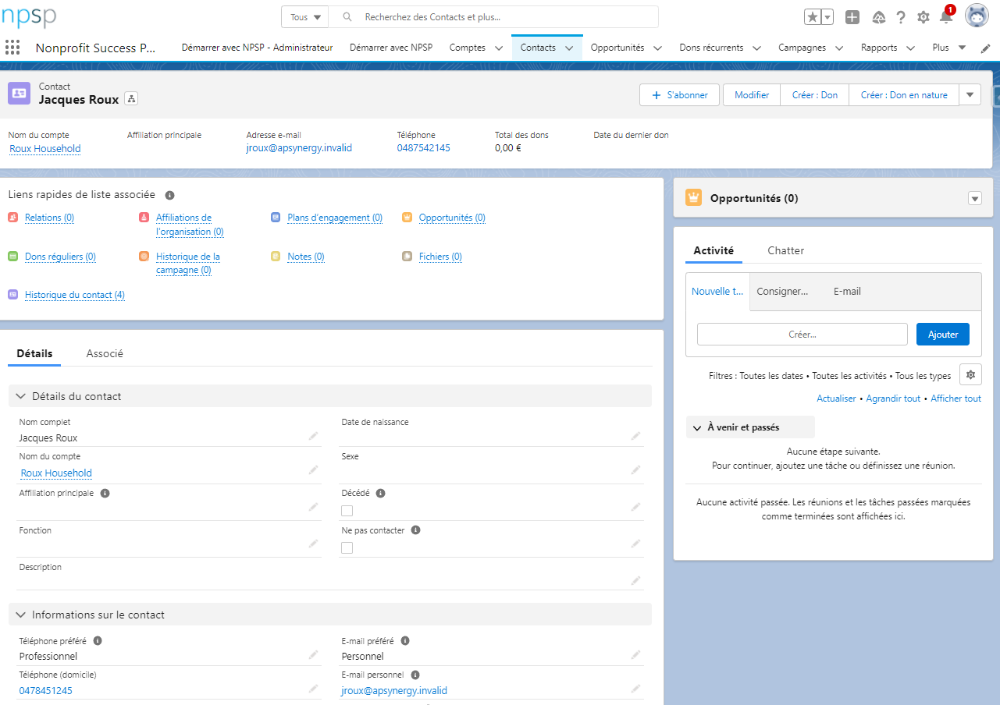 npsp
Tous
Recherchez des Contacts et plus...
1
Nonprofit Success P...
Démarrer avec NPSP - Administrateur
Démarrer avec NPSP
Comptes
Contacts
Opportunités
Dons récurrents
Campagnes
Rapports
Plus
Contact
Jacques Roux
S'abonner
Modifier
Créer : Don
Créer : Don en nature
Nom du compte
Roux Household
Affiliation principale
Adresse e-mail
jroux@apsynergy.invalid
Téléphone
0487542145
Total des dons
0,00 €
Date du dernier don
Liens rapides de liste associée
Relations (0)
Affiliations de
l'organisation (0)
Plans d'engagement (0)
Opportunités (0)
Dons réguliers (0)
Historique de la
campagne (0)
Notes (0)
Fichiers (0)
Historique du contact (4)
Détails
Associé
Détails du contact
Nom complet
Jacques Roux
Date de naissance
Nom du compte
Roux Household
Sexe
Affiliation principale
Décédé
Fonction
Ne pas contacter
Description
Informations sur le contact
Téléphone préféré
Professionnel
E-mail préféré
Personnel
Téléphone (domicile)
0478451245
E-mail personnel
jroux@apsynergy.invalid
Opportunités (0)
Activité
Chatter
Nouvelle t...
Consigner...
E-mail
Créer...
Ajouter
Filtres : Toutes les dates • Toutes les activités • Tous les types
Actualiser • Agrandir tout • Afficher tout
À venir et passés
Aucune étape suivante.
Pour continuer, ajoutez une tâche ou définissez une réunion.
Aucune activité passée. Les réunions et les tâches passées marquées
comme terminées sont affichées ici.